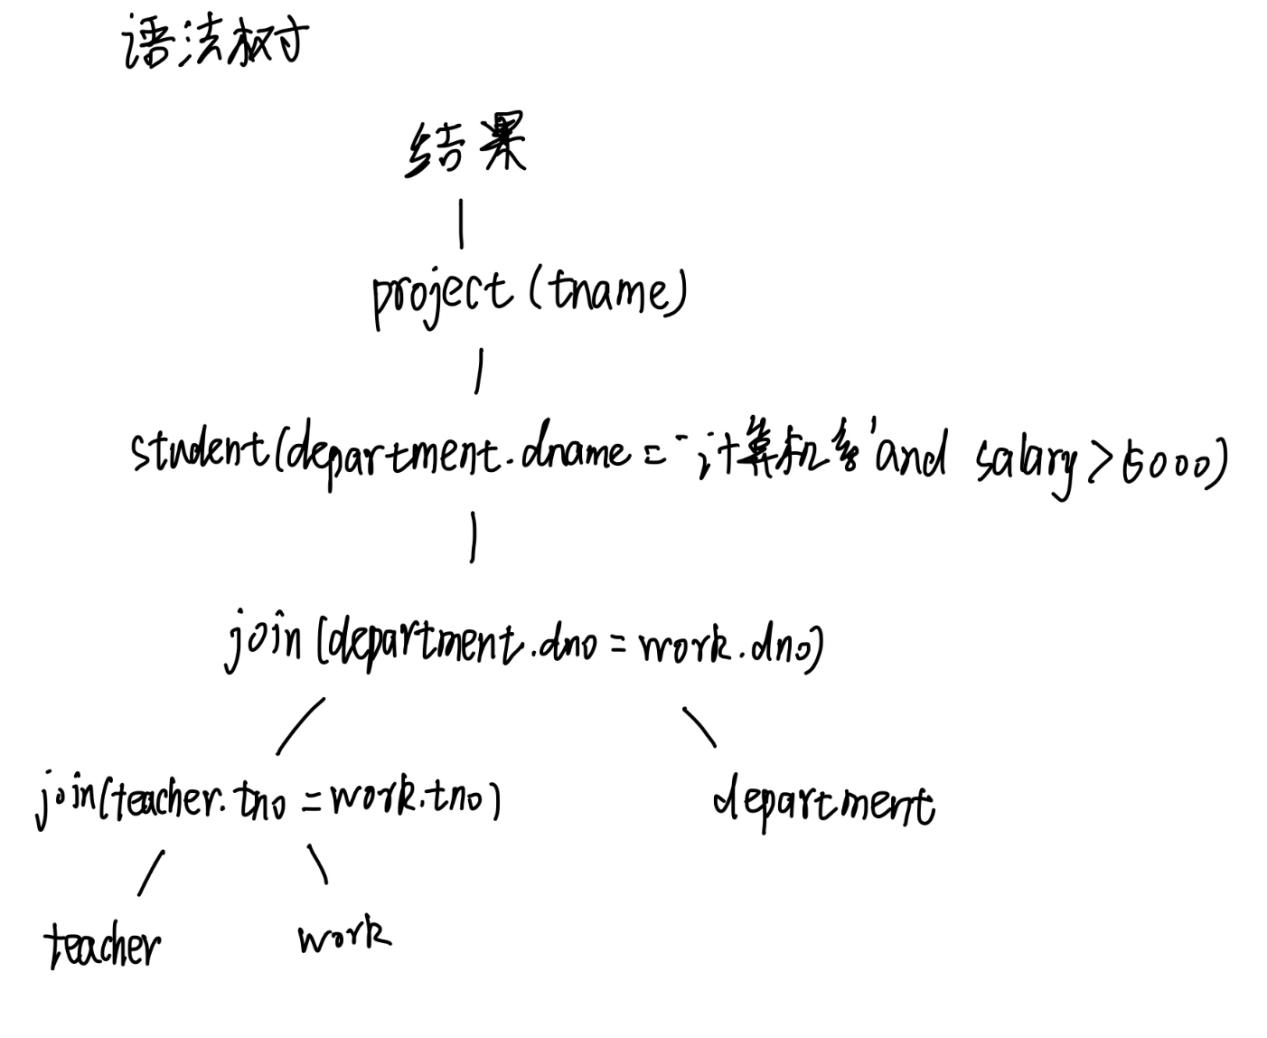 语法树
结果
project (tname)
student(department.dname = '计算机系' and salary > 5000)
join (department.dno = work.dno)
join(teacher.tno = work.tno)
department
teacher
work